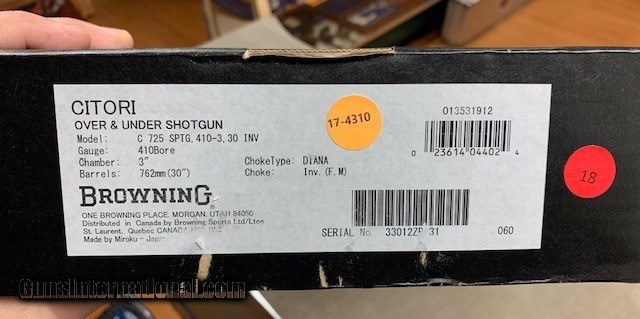 CITORI
OVER & UNDER SHOTGUN
Model: C 725 SPTG,410-3,30 INV
Gauge: 410Bore
Chamber: 3"
ChokeType: DIANA
Barrels: 762mm(30")
Choke: Inv.(F.M)
BROWNING
ONE BROWNING PLACE. MORGAN. UTAH 84050
Distributed in Canada by Browning Sports Ltd/Ltee
St. Laurent. Quebec CANADA
Made by Miroku - Japan
17-4310
013531912
0 23614 04402 4
18
SERIAL No. 31
060
GunsInternational.com